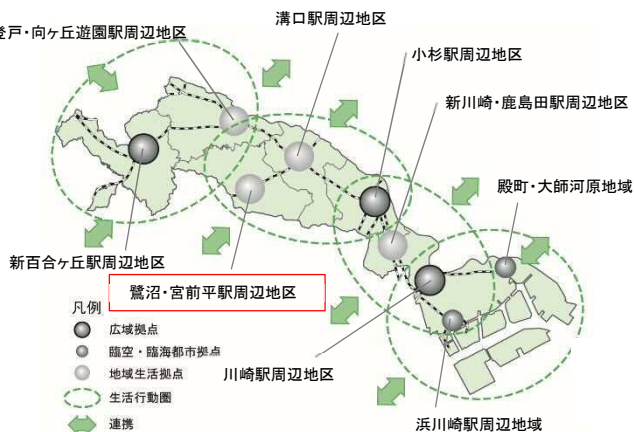 溝口駅周辺地区
登戸・向ヶ丘遊園駅周辺地区
小杉駅周辺地区
新川崎・鹿島田駅周辺地区
殿町・大師河原地域
新百合ヶ丘駅周辺地区
鷺沼・宮前平駅周辺地区
凡例
広域拠点
臨空・臨海都市拠点
地域生活拠点
生活行動圏
連携
川崎駅周辺地区
浜川崎駅周辺地域